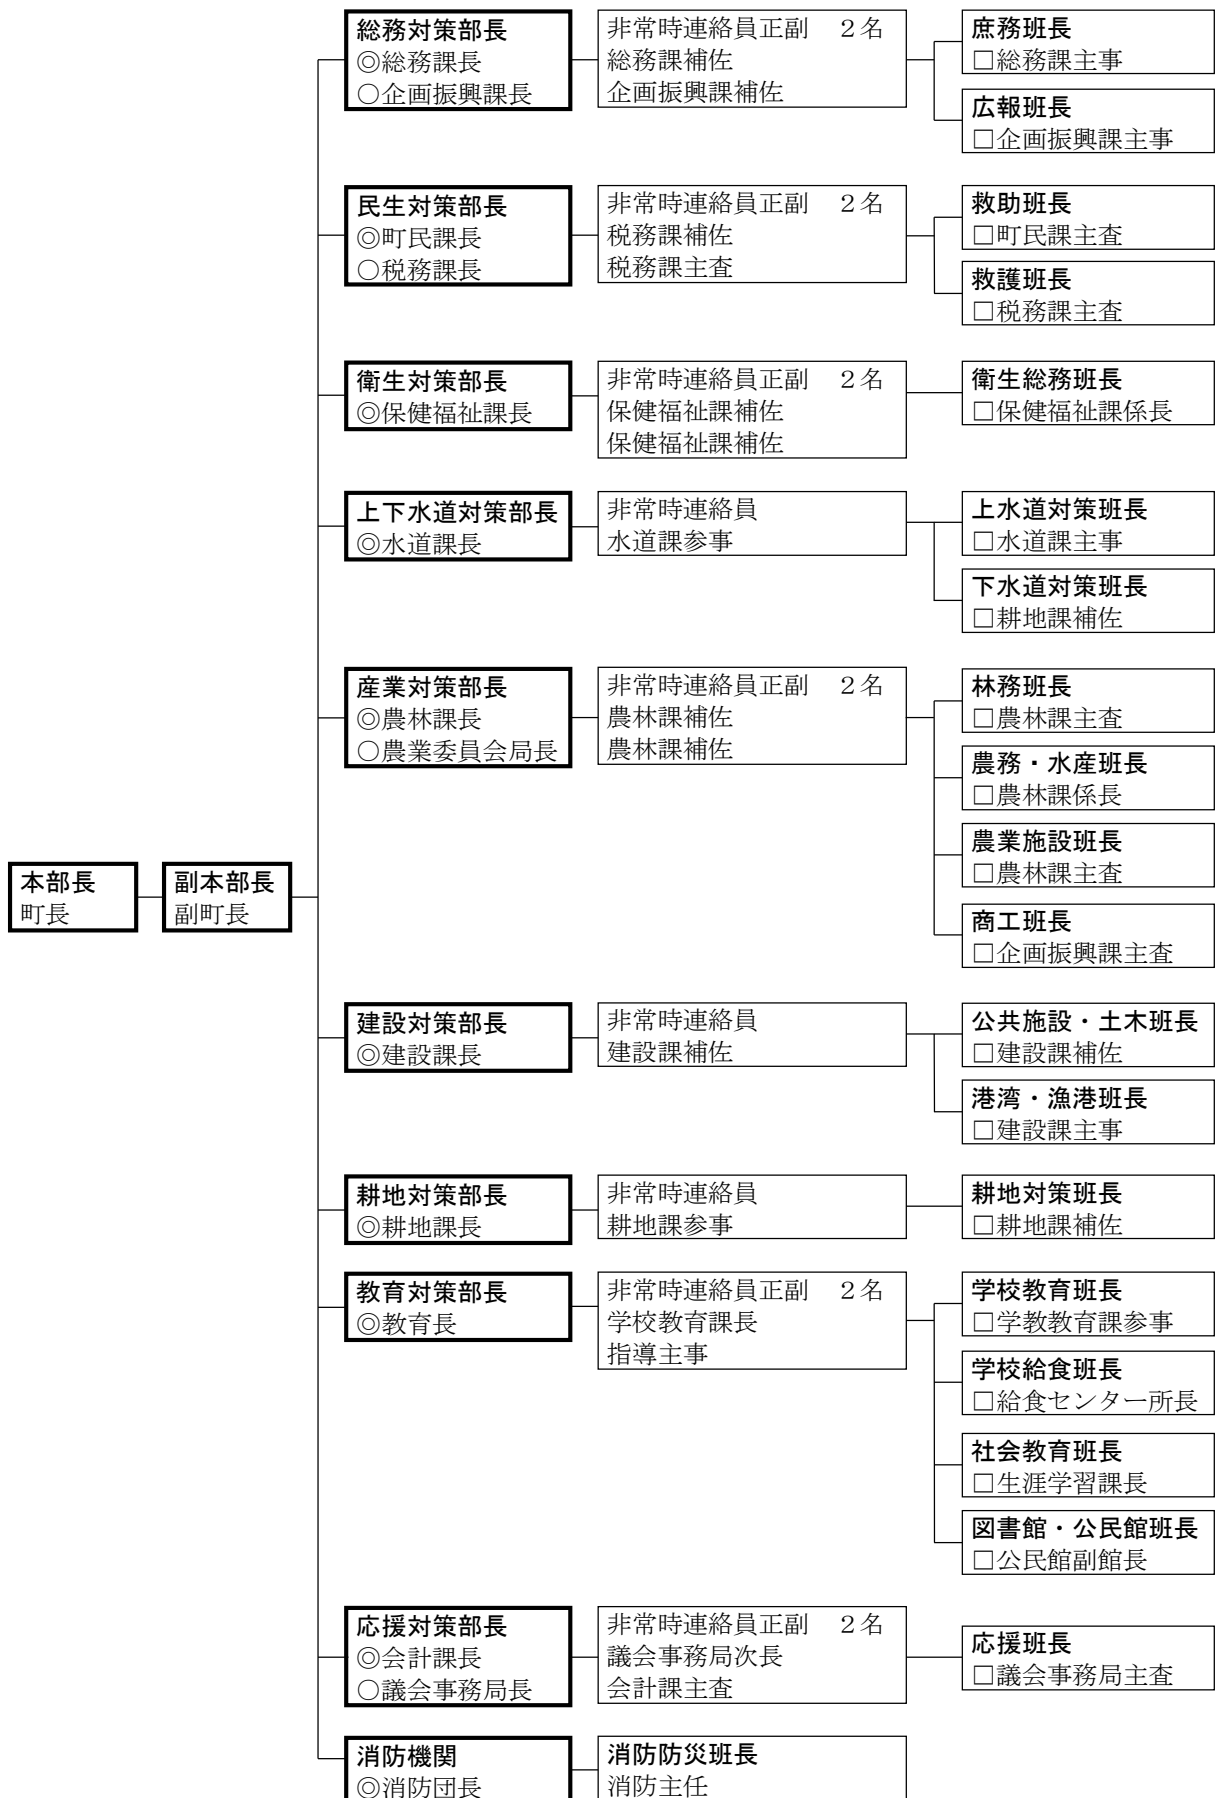 総務対策部長
◎総務課長
○企画振興課長
非常時連絡員正副　２名
総務課補佐
企画振興課補佐
庶務班長
□総務課主事
広報班長
□企画振興課主事
民生対策部長
◎町民課長
○税務課長
非常時連絡員正副　２名
税務課補佐
税務課主査
救助班長
□町民課主査
救護班長
□税務課主査
衛生対策部長
◎保健福祉課長
非常時連絡員正副　２名
保健福祉課補佐
保健福祉課補佐
衛生総務班長
□保健福祉課係長
上下水道対策部長
◎水道課長
非常時連絡員
水道課参事
上水道対策班長
□水道課主事
下水道対策班長
□耕地課補佐
産業対策部長
◎農林課長
○農業委員会局長
非常時連絡員正副　２名
農林課補佐
農林課補佐
林務班長
□農林課主査
農務・水産班長
□農林課係長
農業施設班長
□農林課主査
商工班長
□企画振興課主査
本部長
町長
副本部長
副町長
建設対策部長
◎建設課長
非常時連絡員
建設課補佐
公共施設・土木班長
□建設課補佐
港湾・漁港班長
□建設課主事
耕地対策部長
◎耕地課長
非常時連絡員
耕地課参事
耕地対策班長
□耕地課補佐
教育対策部長
◎教育長
非常時連絡員正副　２名
学校教育課長
指導主事
学校教育班長
□学教教育課参事
学校給食班長
□給食センター所長
社会教育班長
□生涯学習課長
図書館・公民館班長
□公民館副館長
応援対策部長
◎会計課長
○議会事務局長
非常時連絡員正副　２名
議会事務局次長
会計課主査
応援班長
□議会事務局主査
消防機関
◎消防団長
消防防災班長
消防主任